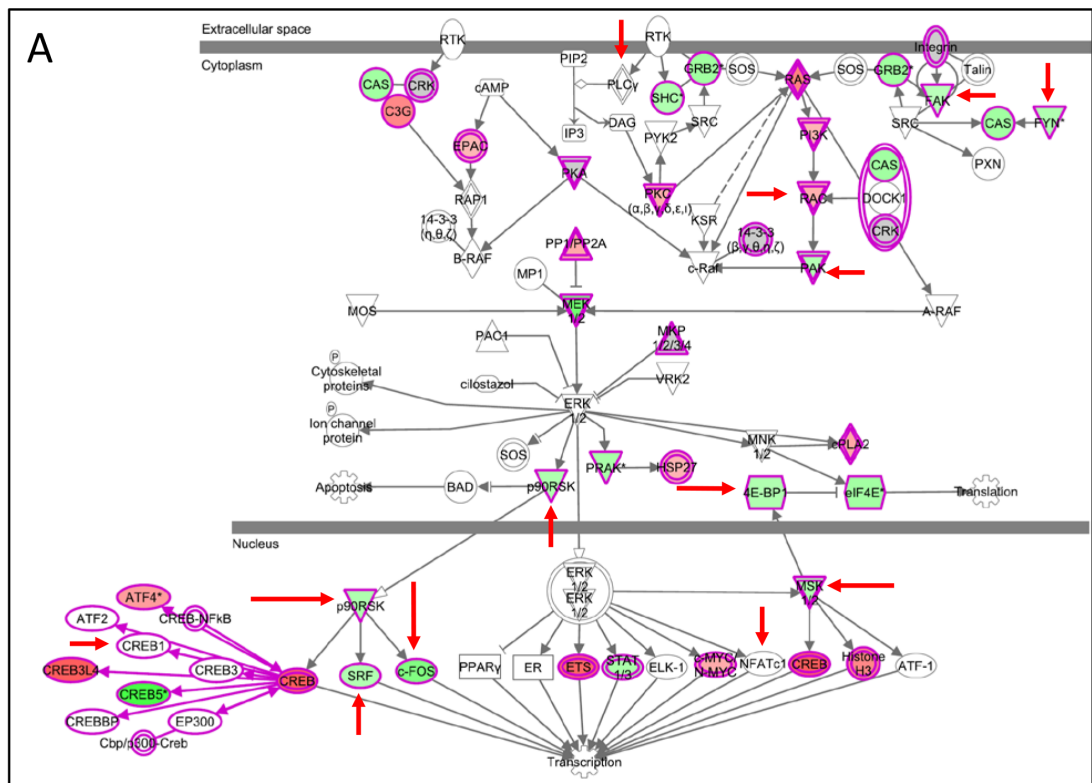 A
Extracellular space
Cytoplasm
RTK
RTK
PIP2
PLCγ
GRB2*
SOS
RAS
SOS
GRB2*
Integrin
Talin
CAS
CRK
C3G
cAMP
SHC*
FAK
DAG
SRC
PYK2
IP3
SRC
CAS
FYN*
PI3K
PXN
EPAC
PKA
PKC
(α,β,γ,δ,ε,ι)
RAP1
KSR
RAC
CAS
DOCK1
CRK
14-3-3
(η,θ,ζ)
B-RAF
PP1/PP2A
14-3-3
(β,γ,θ,η,ζ)
c-Raf
PAK
MP1
MOS
MEK
1/2
A-RAF
PAC1
MKP
1/2/3/4
P
Cytoskeletal
proteins
cilostazol
VRK2
ERK
1/2
P
Ion channel
protein
SOS
MNK
1/2
cPLA2
PRAK*
HSP27
Apoptosis
BAD
p90RSK
4E-BP1
eIF4E*
Translation
Nucleus
ERK
1/2
ERK
1/2
p90RSK
MSK
1/2
ATF4*
ATF2
CREB-NFkB
CREB1
CREB3L4
CREB3
CREB
CREB5*
CREBBP
EP300
Cbp/p300-Creb
SRF
c-FOS
PPARγ
ER
ETS
STAT
1/3
ELK-1
c-MYC/
N-MYC
NFATc1
CREB
Histone
H3
ATF-1
Transcription